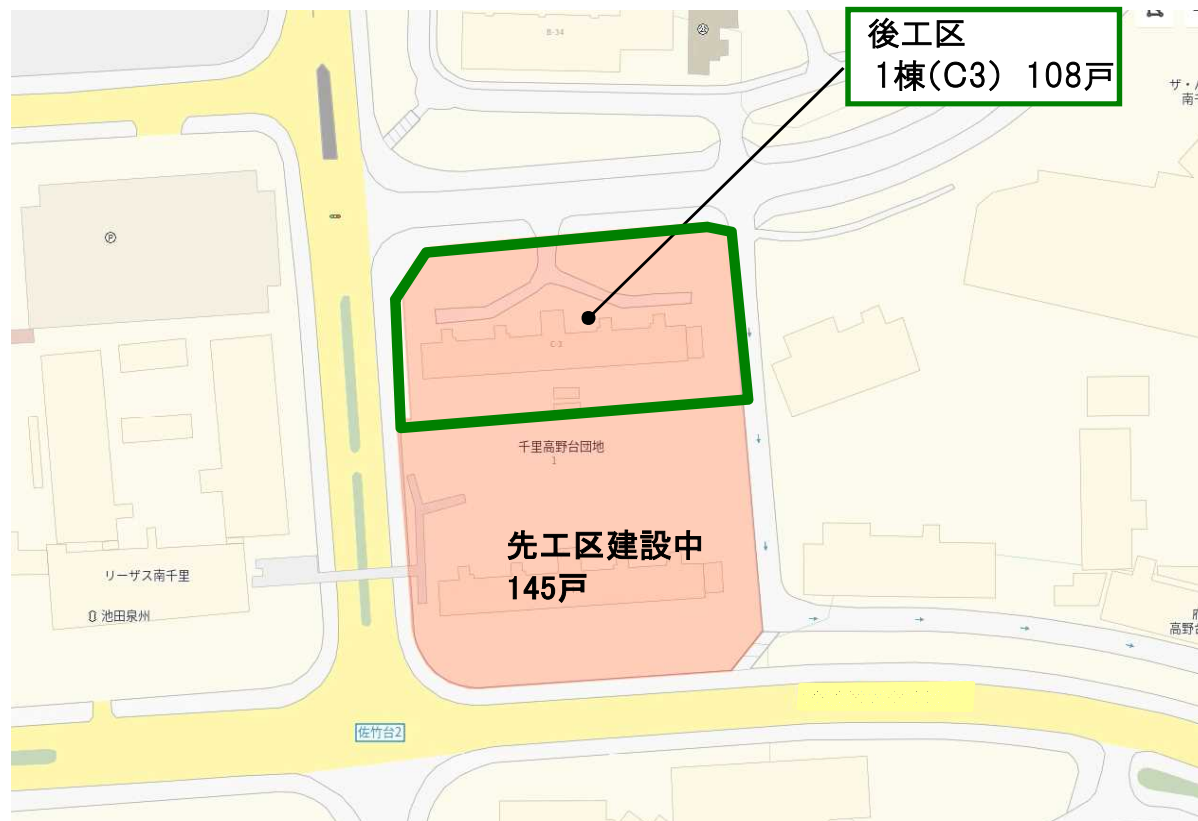 後工区
1棟(C3) 108戸
B-34
ザ・
南千
P
C-3
千里高野台団地
1
先工区建設中
145戸
リーザス南千里
池田泉州
高野台
佐竹台2